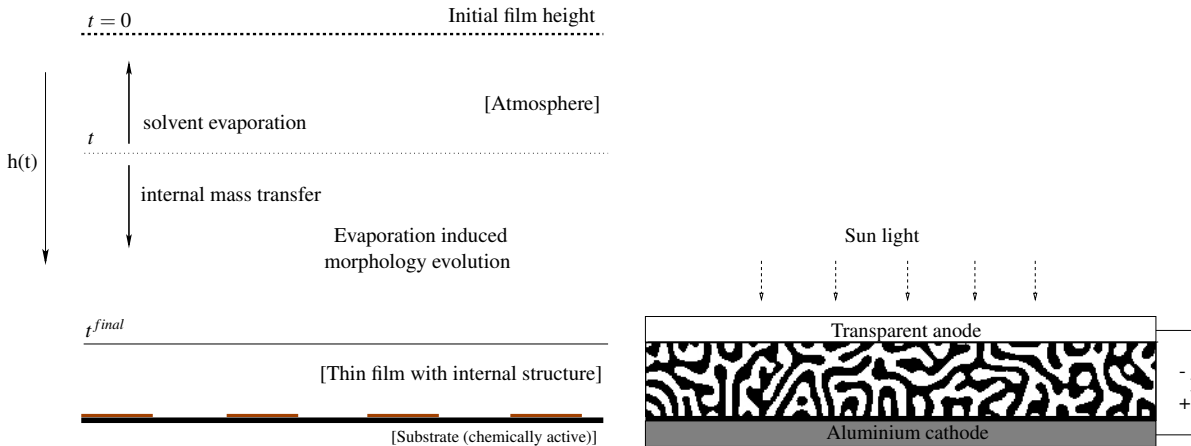 t = 0
Initial film height
[Atmosphere]
solvent evaporation
t
h(t)
internal mass transfer
Evaporation induced
morphology evolution
t^final
[Thin film with internal structure]
[Substrate (chemically active)]
Sun light
Transparent anode
-
+
Aluminium cathode